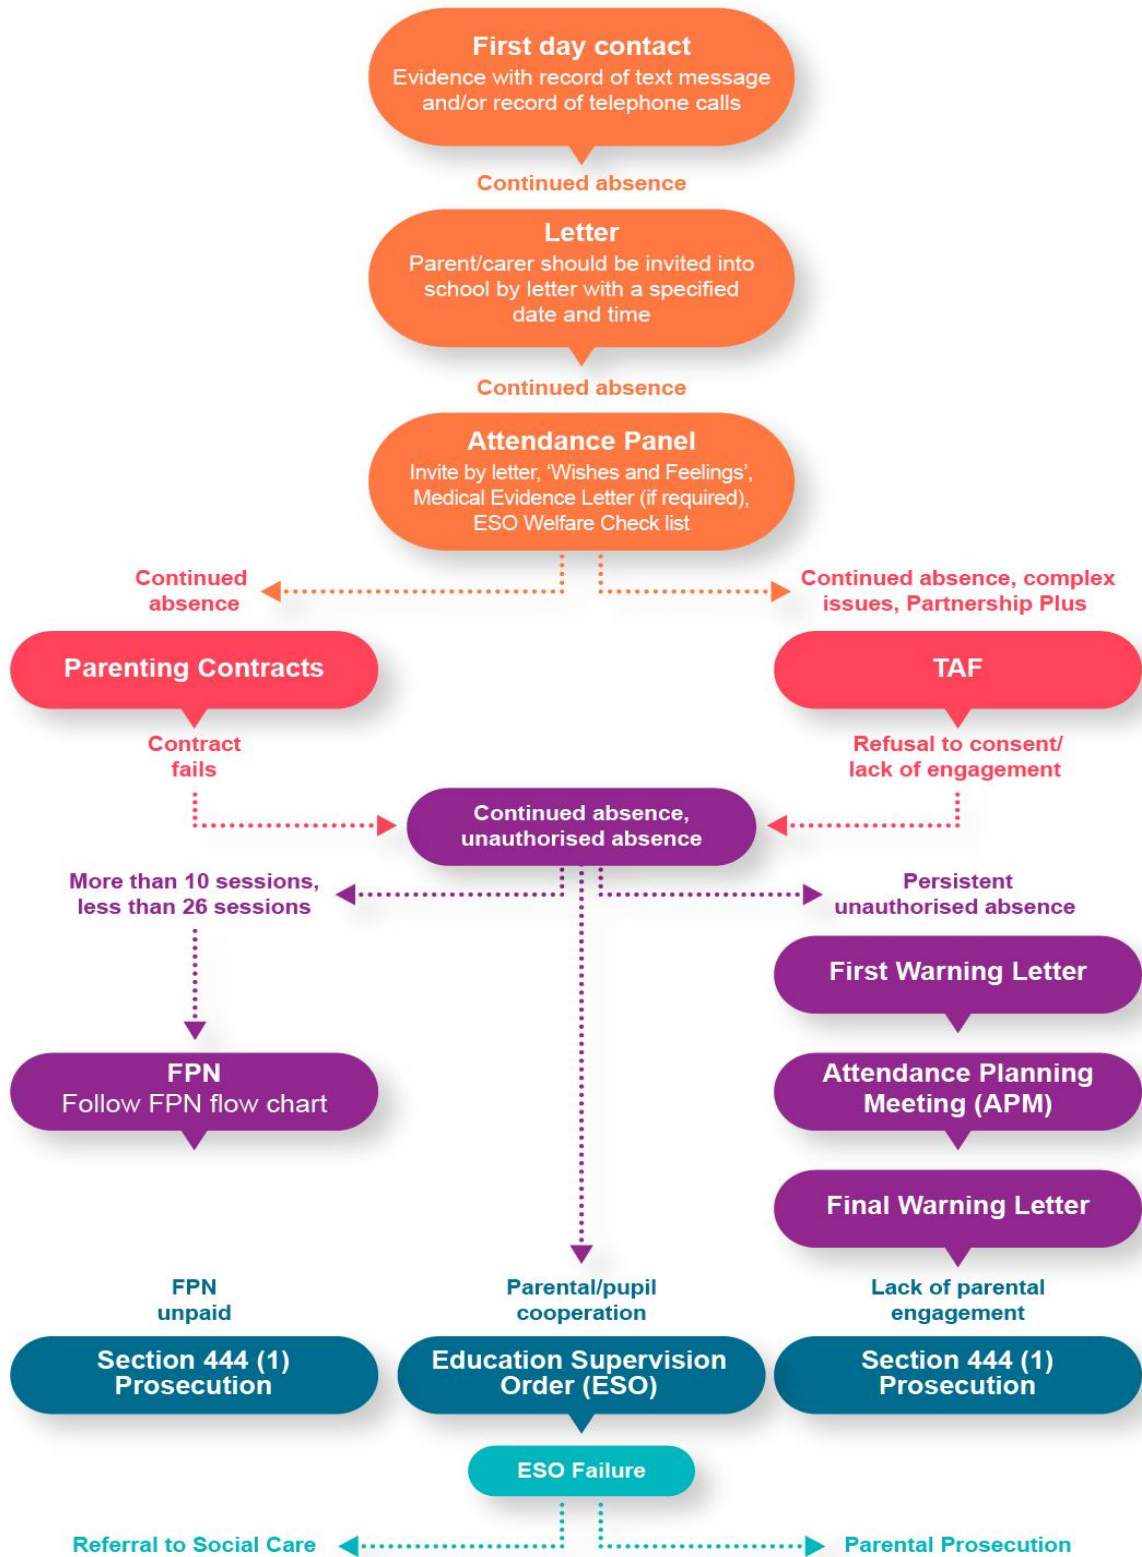 First day contact
Evidence with record of text message
and/or record of telephone calls
Continued absence
Letter
Parent/carer should be invited into
school by letter with a specified
date and time
Continued absence
Attendance Panel
Invite by letter, ‘Wishes and Feelings’,
Medical Evidence Letter (if required),
ESO Welfare Check list
Continued
absence
Continued absence, complex
issues, Partnership Plus
Parenting Contracts
TAF
Contract
fails
Refusal to consent/
lack of engagement
Continued absence,
unauthorised absence
More than 10 sessions,
less than 26 sessions
Persistent
unauthorised absence
First Warning Letter
FPN
Follow FPN flow chart
Attendance Planning
Meeting (APM)
Final Warning Letter
FPN
unpaid
Parental/pupil
cooperation
Lack of parental
engagement
Section 444 (1)
Prosecution
Education Supervision
Order (ESO)
Section 444 (1)
Prosecution
ESO Failure
Referral to Social Care
Parental Prosecution